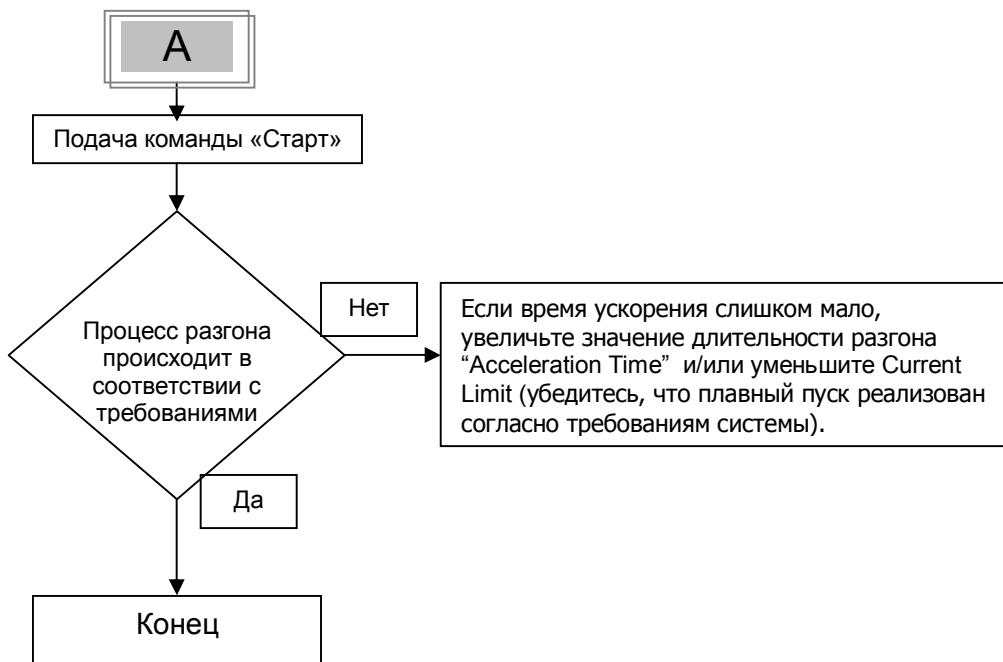 А
Подача команды «Старт»
Процесс разгона
происходит в
соответствии с
требованиями
Нет
Если время ускорения слишком мало,
увеличьте значение длительности разгона
“Acceleration Time” и/или уменьшите Current
Limit (убедитесь, что плавный пуск реализован
согласно требованиям системы).
Да
Конец